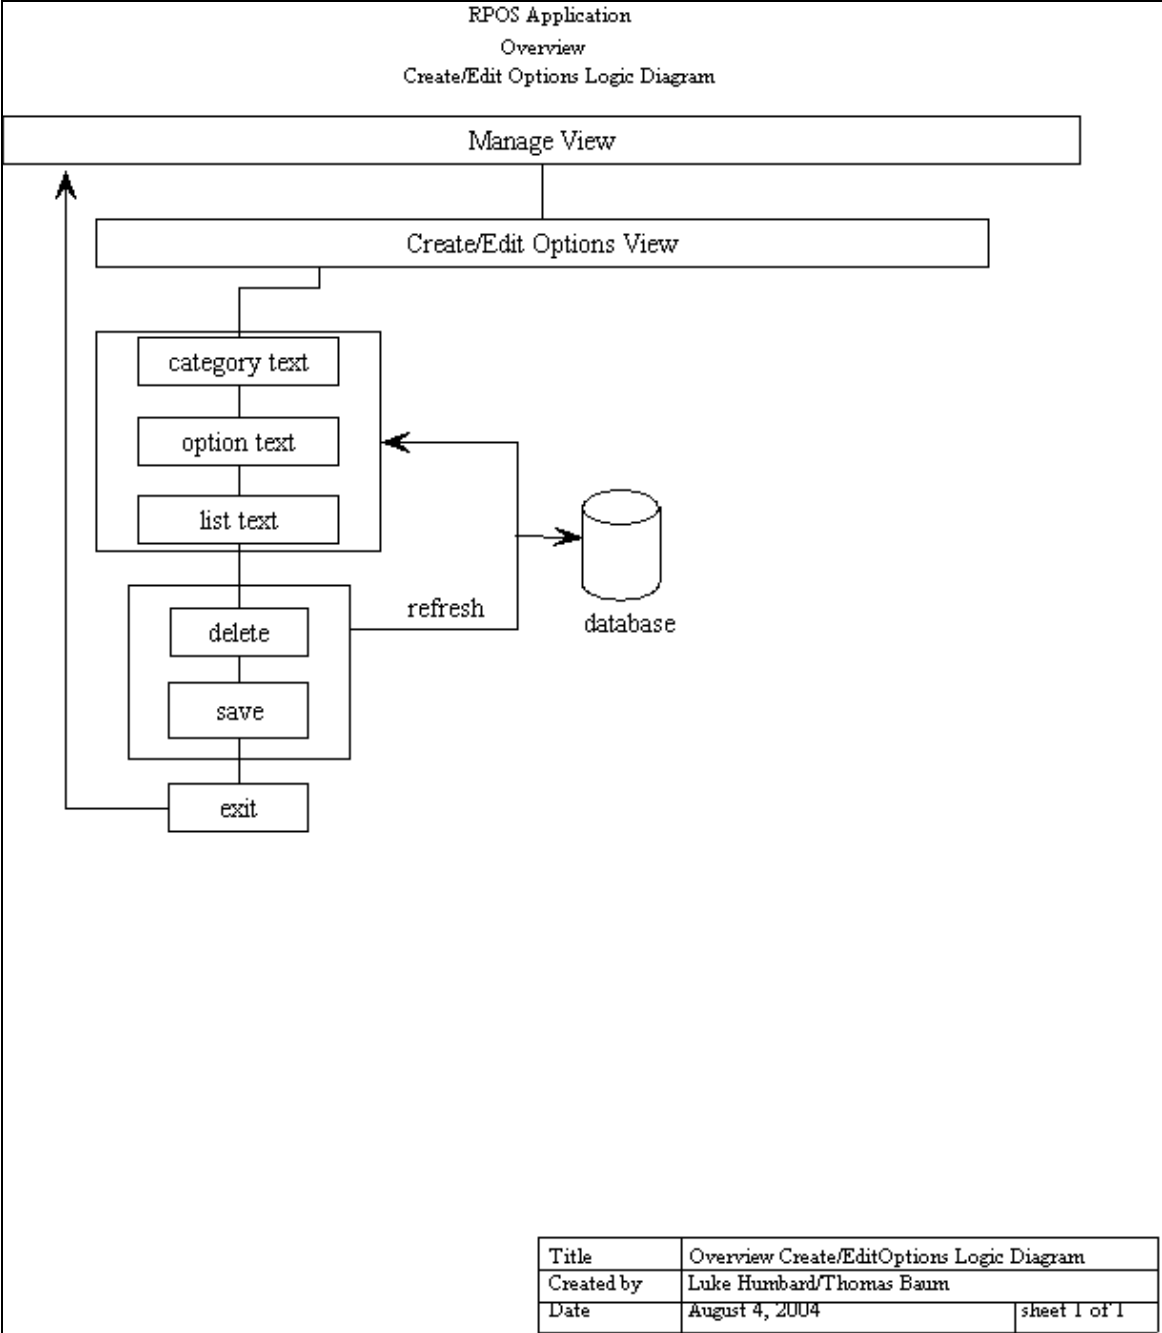 RPOS Application
Overview
Create/Edit Options Logic Diagram
Manage View
Create/Edit Options View
category text
option text
list text
refresh
delete
database
save
exit
Title Overview Create/EditOptions Logic Diagram
Created by Luke Humbard/Thomas Baum
Date August 4, 2004 sheet 1 of 1